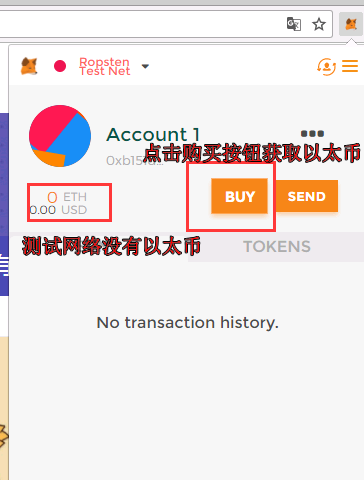 Ropsten
Test Net
Account 1
点击购买按钮获取以太币
0 ETH
0.00 USD
BUY
SEND
测试网络没有以太币
TOKENS
No transaction history.